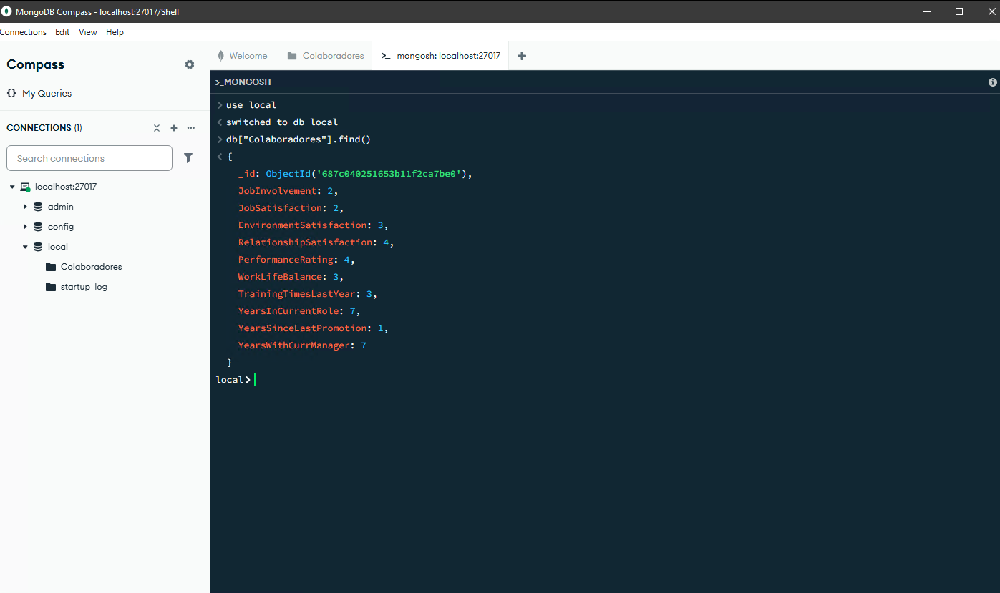 MongoDB Compass - localhost:27017/Shell
Connections Edit View Help
Compass
{} My Queries
CONNECTIONS (1)
Search connections
localhost:27017
admin
config
local
Colaboradores
startup_log
Welcome
Colaboradores
>_ mongosh: localhost:27017
>_MONGOSH
> use local
< switched to db local
> db["Colaboradores"].find()
< {
_id: ObjectId('687c040251653b11f2ca7be0'),
JobInvolvement: 2,
JobSatisfaction: 2,
EnvironmentSatisfaction: 3,
RelationshipSatisfaction: 4,
PerformanceRating: 4,
WorkLifeBalance: 3,
TrainingTimesLastYear: 3,
YearsInCurrentRole: 7,
YearsSinceLastPromotion: 1,
YearsWithCurrManager: 7
}
local>